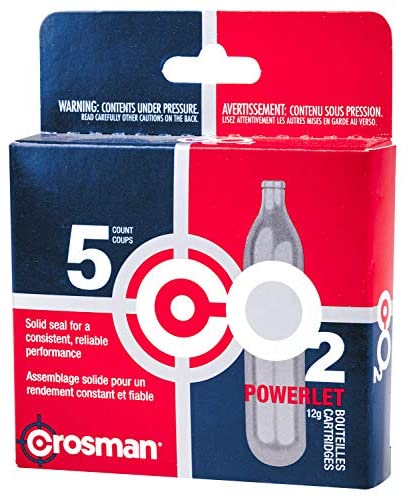 WARNING: CONTENTS UNDER PRESSURE.
READ CAREFULLY OTHER CAUTIONS ON THE BACK.
AVERTISSEMENT: CONTENU SOUS PRESSION.
LISEZ ATTENTIVEMENT LES AUTRES MISES EN GARDE AU VERSO.
5
COUNT
COUPS
CO2
Solid seal for a
consistent, reliable
performance
Assemblage solide pour un
rendement constant et fiable
POWERLET
12g
BOUTEILLES
CARTRIDGES
crosman®
CO2